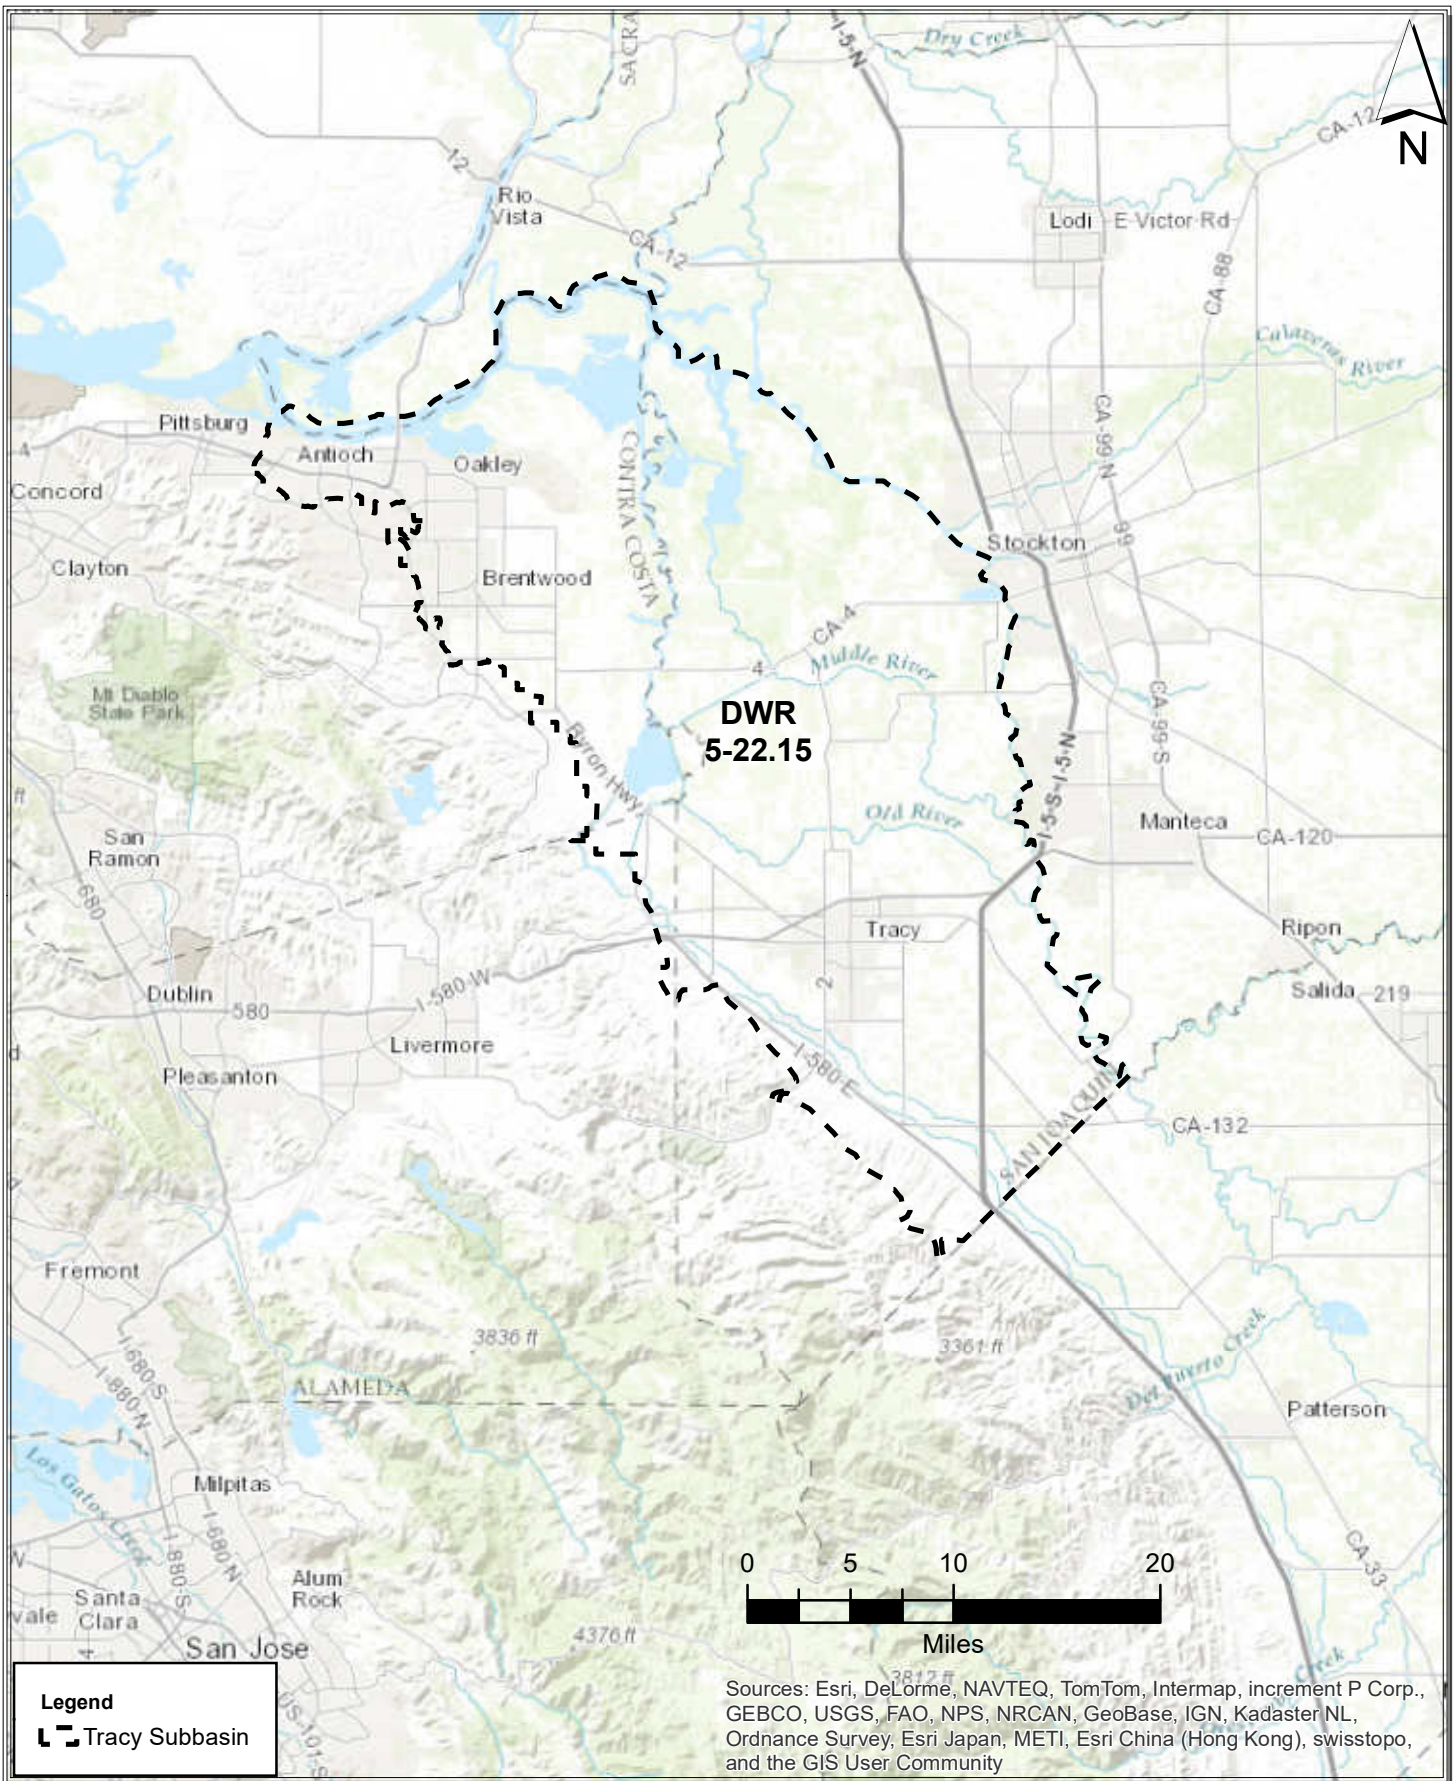 Dry Creek
I-5-N
SACRA
CA-12
N
12
Rio
Vista
CA-12
Lodi
E Victor Rd
CA-88
Calaveras
River
CA-99 N
Pittsburg
Antioch
Oakley
4
Concord
CONTRA COSTA
99
Stockton
Clayton
Brentwood
CA-4
4
Middle River
Mt Diablo
State Park
DWR
5-22.15
CA-99-S
Byron Hwy
I-5-S-I-5-N
Old River
ft
San
Ramon
Manteca
CA-120
680
Tracy
Ripon
2
Dublin
580
I-580-W
Salida
219
d
Livermore
Pleasanton
I-580 E
SAN JOAQUIN
CA-132
Fremont
3836 ft
3361 ft
Del Puerto Creek
I-680-S
I-880-N
ALAMEDA
Patterson
Los Gatos Creek
Milpitas
I-680 N
I-880-S
CA-33
W
Alum
Rock
Santa
Clara
vale
0 5 10 20
Miles
4
San Jose
4376 ft
3812 ft
Creek
US-101-S
Legend
Tracy Subbasin
Sources: Esri, DeLorme, NAVTEQ, TomTom, Intermap, increment P Corp.,
GEBCO, USGS, FAO, NPS, NRCAN, GeoBase, IGN, Kadaster NL,
Ordnance Survey, Esri Japan, METI, Esri China (Hong Kong), swisstopo,
and the GIS User Community